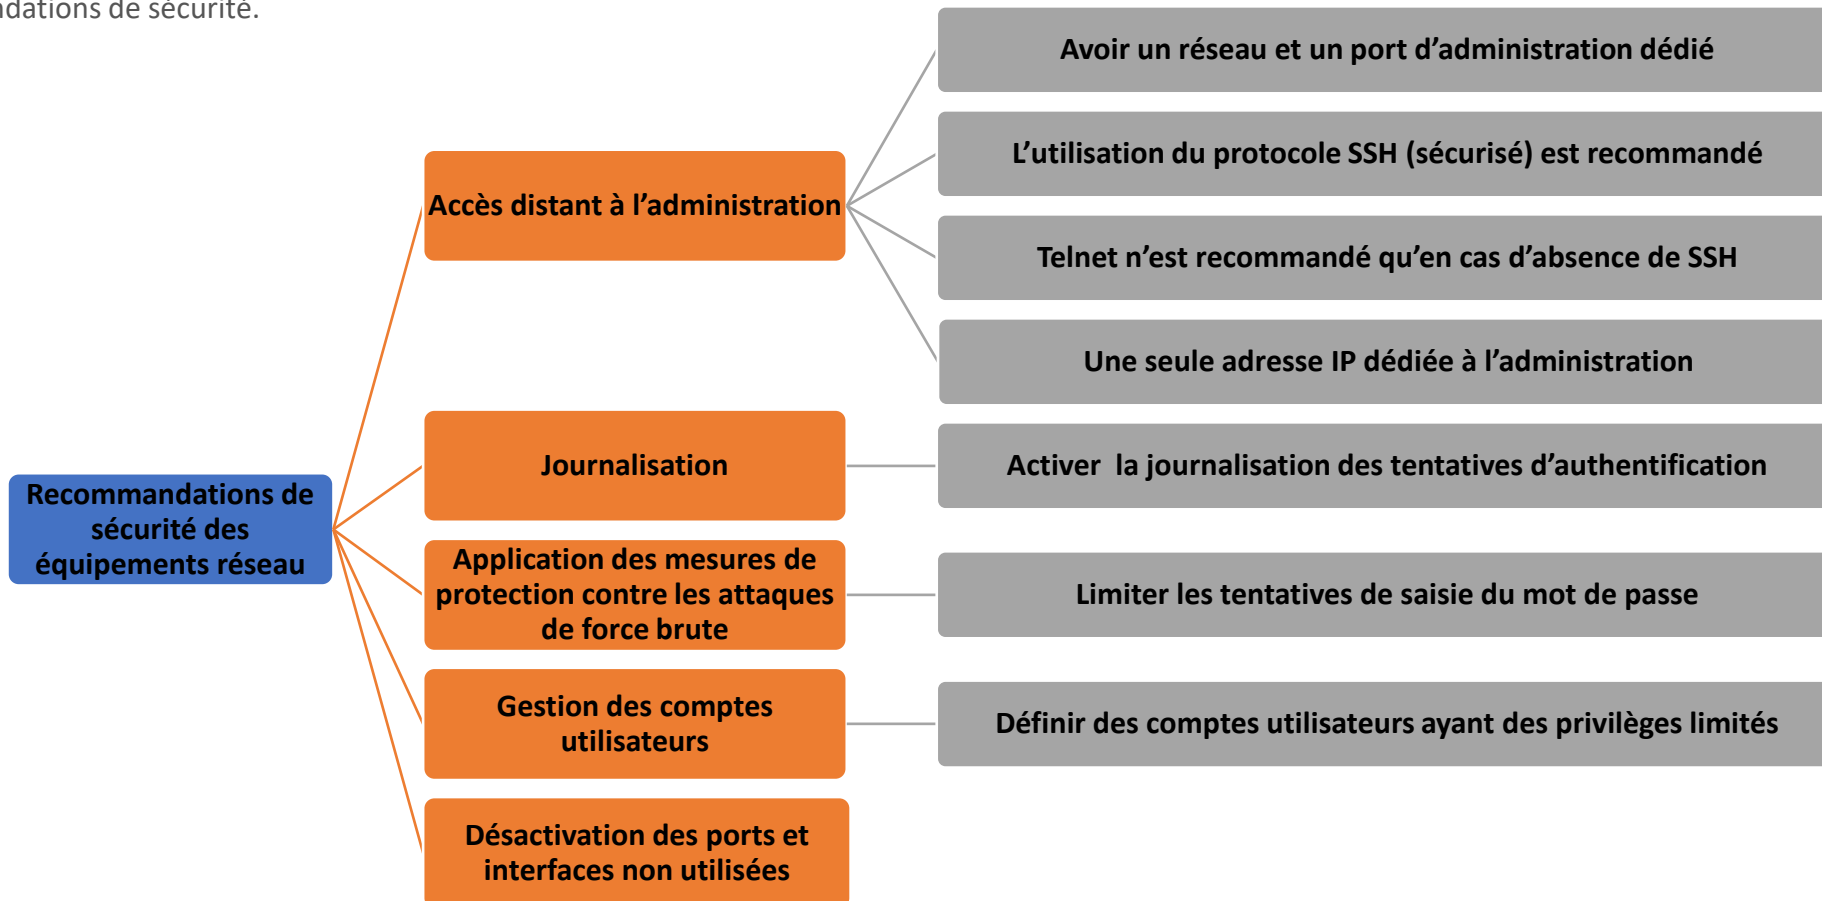 ndations de sécurité.
Avoir un réseau et un port d’administration dédié
L’utilisation du protocole SSH (sécurisé) est recommandé
Accès distant à l’administration
Telnet n’est recommandé qu’en cas d’absence de SSH
Une seule adresse IP dédiée à l’administration
Journalisation
Activer  la journalisation des tentatives d’authentification
Recommandations de
sécurité des
équipements réseau
Application des mesures de
protection contre les attaques
de force brute
Limiter les tentatives de saisie du mot de passe
Gestion des comptes
utilisateurs
Définir des comptes utilisateurs ayant des privilèges limités
Désactivation des ports et
interfaces non utilisées